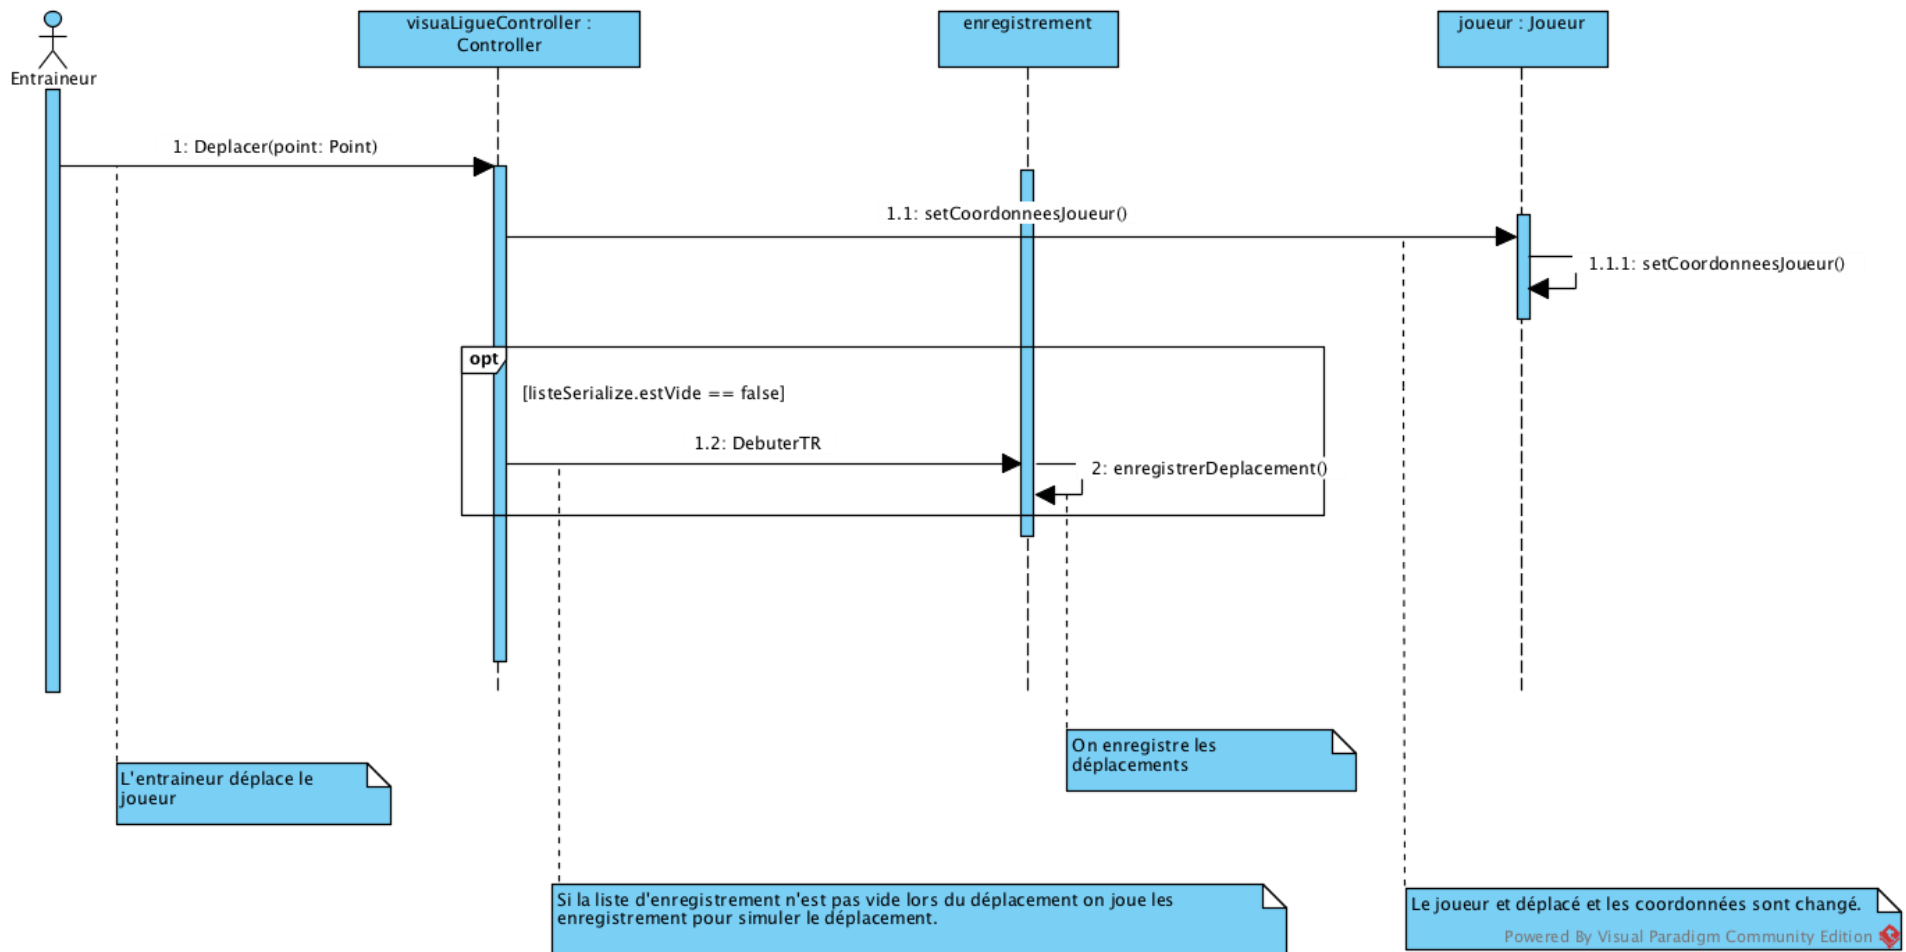 visuaLigueController :
Controller
enregistrement
joueur : Joueur
Entraineur
1: Deplacer(point: Point)
1.1: setCoordonneesJoueur()
1.1.1: setCoordonneesJoueur()
opt
[listeSerialize.estVide == false]
1.2: DebuterTR
2: enregistrerDeplacement()
On enregistre les
déplacements
L'entraineur déplace le
joueur
Si la liste d'enregistrement n'est pas vide lors du déplacement on joue les
enregistrement pour simuler le déplacement.
Le joueur et déplacé et les coordonnées sont changé.
Powered By Visual Paradigm Community Edition